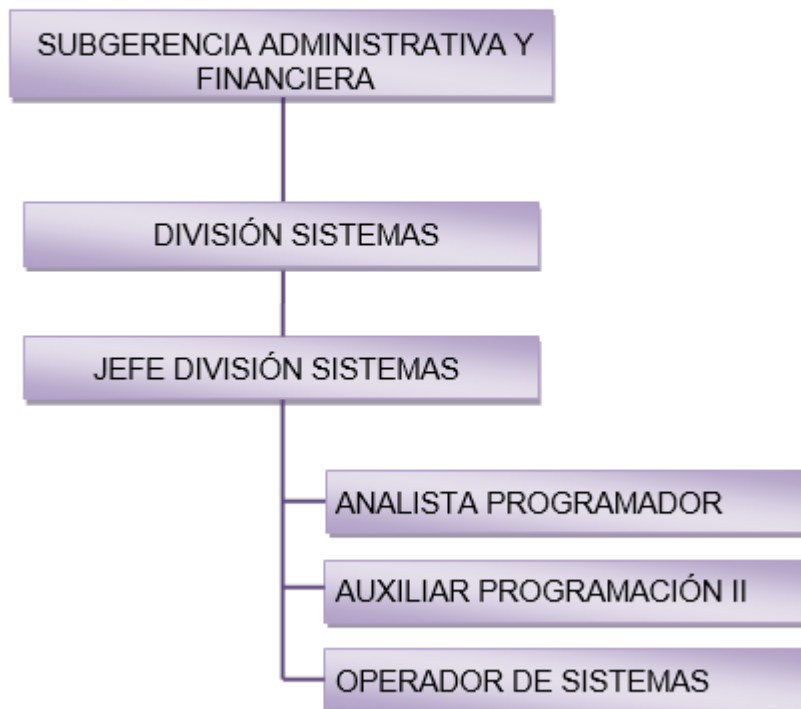 SUBGERENCIA ADMINISTRATIVA Y
FINANCIERA
DIVISIÓN SISTEMAS
JEFE DIVISIÓN SISTEMAS
ANALISTA PROGRAMADOR
AUXILIAR PROGRAMACIÓN II
OPERADOR DE SISTEMAS